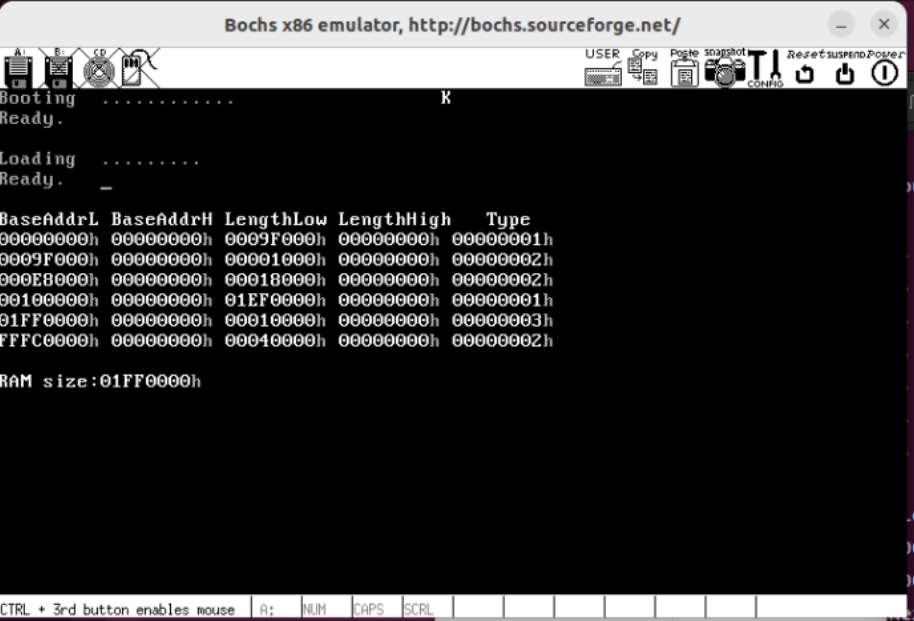 Bochs x86 emulator, http://bochs.sourceforge.net/
A: B: CD USER Copy Paste snapshot CONFIG Reset SUSPEND Power
Booting ............ K
Ready.
Loading .........
Ready. _
BaseAddrL BaseAddrH LengthLow LengthHigh Type
00000000h 00000000h 0009F000h 00000000h 00000001h
0009F000h 00000000h 00001000h 00000000h 00000002h
000E8000h 00000000h 00018000h 00000000h 00000002h
00100000h 00000000h 01EF0000h 00000000h 00000001h
01FF0000h 00000000h 00010000h 00000000h 00000003h
FFFC0000h 00000000h 00040000h 00000000h 00000002h
RAM size:01FF0000h
CTRL + 3rd button enables mouse A: NUM CAPS SCRL